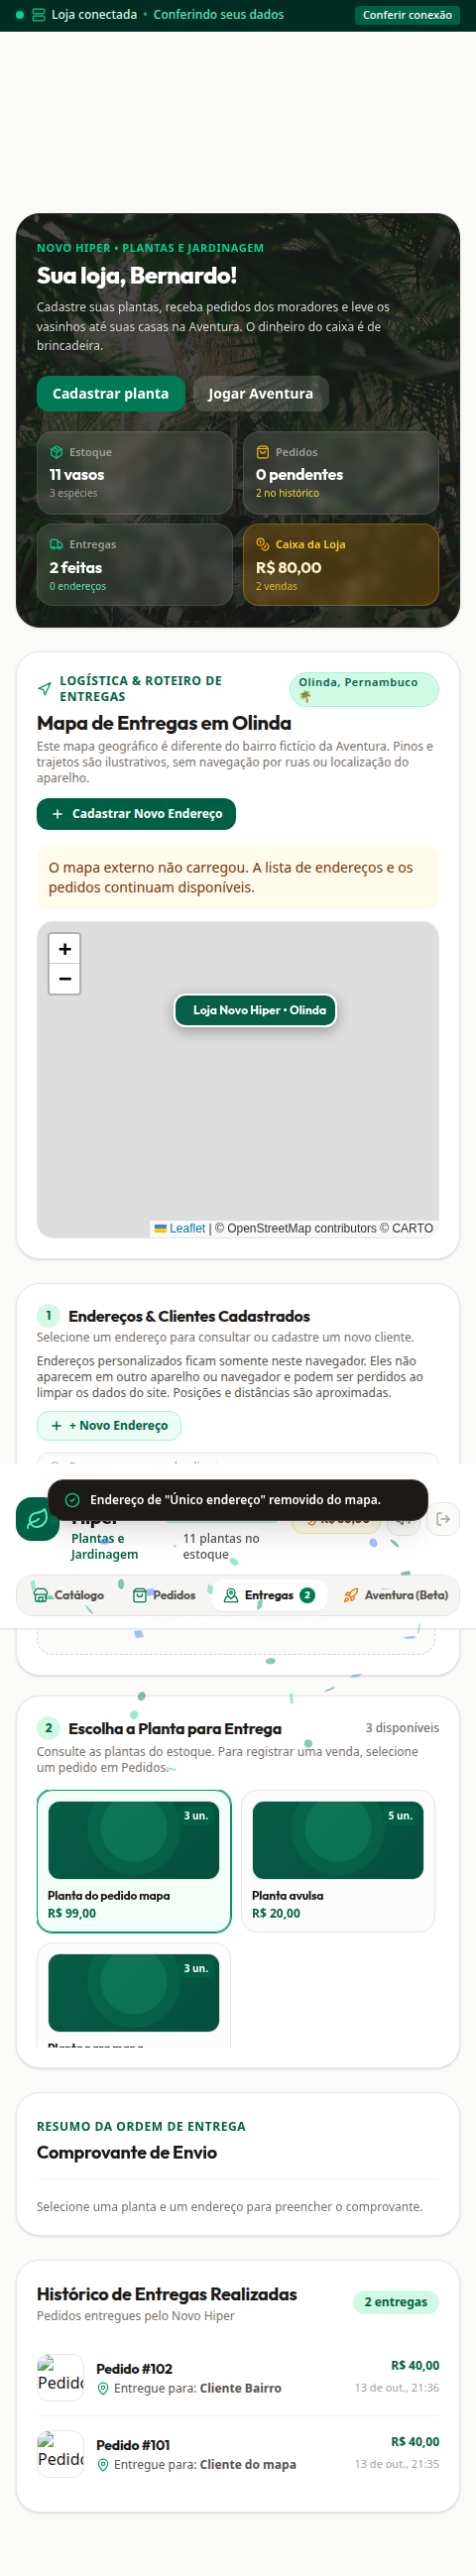 Loja conectada • Conferindo seus dados
Conferir conexão
NOVO HIPER • PLANTAS E JARDINAGEM
Sua loja, Bernardo!
Cadastre suas plantas, receba pedidos dos moradores e leve os
vasinhos até suas casas na Aventura. O dinheiro do caixa é de
brincadeira.
Cadastrar planta
Jogar Aventura
Estoque
11 vasos
3 espécies
Pedidos
0 pendentes
2 no histórico
Entregas
2 feitas
0 endereços
Caixa da Loja
R$ 80,00
2 vendas
LOGÍSTICA & ROTEIRO DE
ENTREGAS
Olinda, Pernambuco
🌴
Mapa de Entregas em Olinda
Este mapa geográfico é diferente do bairro fictício da Aventura. Pinos e
trajetos são ilustrativos, sem navegação por ruas ou localização do
aparelho.
+ Cadastrar Novo Endereço
O mapa externo não carregou. A lista de endereços e os
pedidos continuam disponíveis.
+
−
Loja Novo Hiper • Olinda
Leaflet | © OpenStreetMap contributors © CARTO
1 Endereços & Clientes Cadastrados
Selecione um endereço para consultar ou cadastre um novo cliente.
Endereços personalizados ficam somente neste navegador. Eles não
aparecem em outro aparelho ou navegador e podem ser perdidos ao
limpar os dados do site. Posições e distâncias são aproximadas.
+ + Novo Endereço
Endereço de "Único endereço" removido do mapa.
Hiper
Plantas e
Jardinagem
11 plantas no
estoque
Catálogo
Pedidos
Entregas 2
Aventura (Beta)
2 Escolha a Planta para Entrega
3 disponíveis
Consulte as plantas do estoque. Para registrar uma venda, selecione
um pedido em Pedidos.
3 un.
Planta do pedido mapa
R$ 99,00
5 un.
Planta avulsa
R$ 20,00
3 un.
RESUMO DA ORDEM DE ENTREGA
Comprovante de Envio
Selecione uma planta e um endereço para preencher o comprovante.
Histórico de Entregas Realizadas
Pedidos entregues pelo Novo Hiper
2 entregas
Pedido #102
Entregue para: Cliente Bairro
R$ 40,00
13 de out., 21:36
Pedido #101
Entregue para: Cliente do mapa
R$ 40,00
13 de out., 21:35